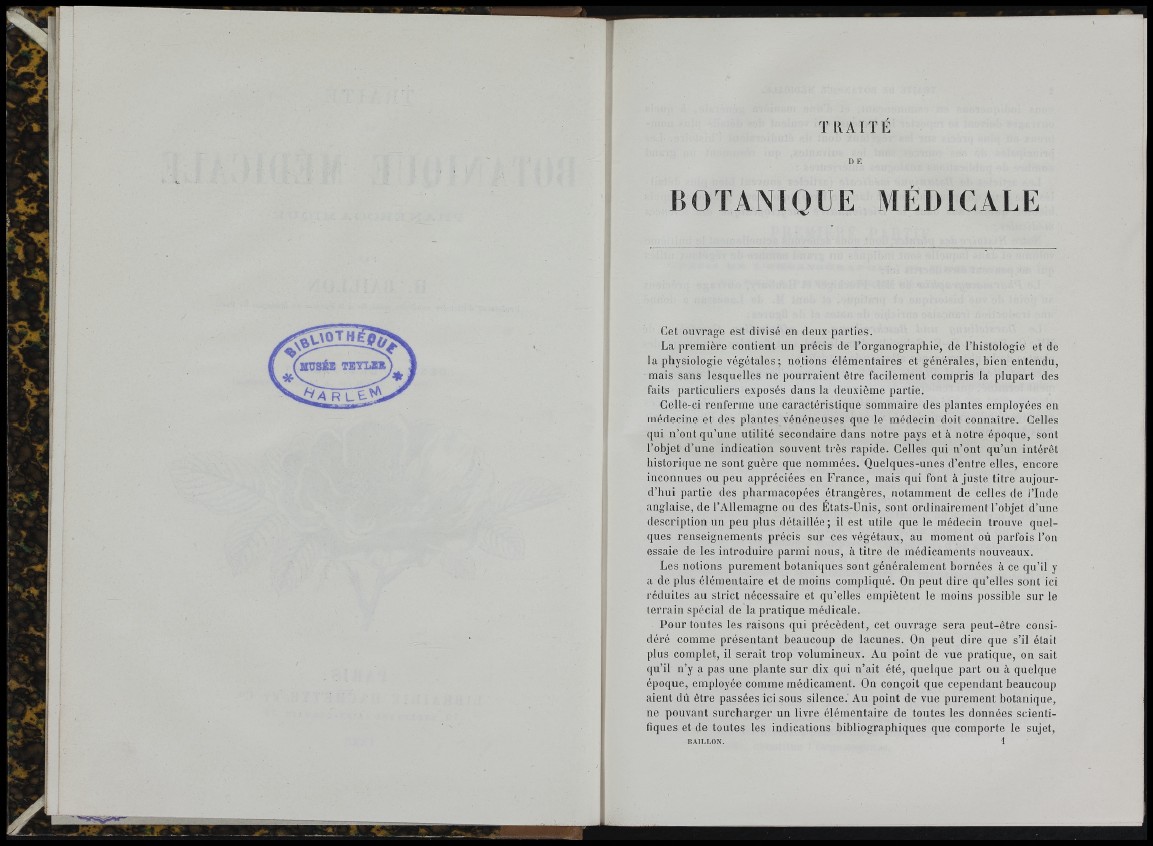 BIBLIOTHÉQUE
MUSÉE TEYLER
HARLEM
TRAITÉ
DE
BOTANIQUE MÉDICALE
Cet ouvrage est divisé en deux parties.
La première contient un précis de l'organographie, de l'histologie et de
la physiologie végétales; notions élémentaires et générales, bien entendu,
mais sans lesquelles ne pourraient être facilement compris la plupart des
faits particuliers exposés dans la deuxième partie.
Celle-ci renferme une caractéristique sommaire des plantes employées en
médecine et des plantes vénéneuses que le médecin doit connaître. Celles
qui n'ont qu'une utilité secondaire dans notre pays et à notre époque, sont
l'objet d'une indication souvent très rapide. Celles qui n'ont qu'un intérêt
historique ne sont guère que nommées. Quelques-unes d'entre elles, encore
inconnues ou peu appréciées en France, mais qui font à juste titre aujour-
d'hui partie des pharmacopées étrangères, notamment de celles de l'Inde
anglaise, de l'Allemagne ou des États-Unis, sont ordinairement l'objet d'une
description un peu plus détaillée; il est utile que le médecin trouve quel-
ques renseignements précis sur ces végétaux, au moment où parfois l'on
essaie de les introduire parmi nous, à titre de médicaments nouveaux.
Les notions purement botaniques sont généralement bornées à ce qu'il y
a de plus élémentaire et de moins compliqué. On peut dire qu'elles sont ici
réduites au strict nécessaire et qu'elles empiètent le moins possible sur le
terrain spécial de la pratique médicale.
Pour toutes les raisons qui précèdent, cet ouvrage sera peut-être consi-
déré comme présentant beaucoup de lacunes. On peut dire que s'il était
plus complet, il serait trop volumineux. Au point de vue pratique, on sait
qu'il n'y a pas une plante sur dix qui n'ait été, quelque part ou à quelque
époque, employée comme médicament. On conçoit que cependant beaucoup
aient dû être passées ici sous silence. Au point de vue purement botanique,
ne pouvant surcharger un livre élémentaire de toutes les données scienti-
fiques et de toutes les indications bibliographiques que comporte le sujet,
BAILLON. 1